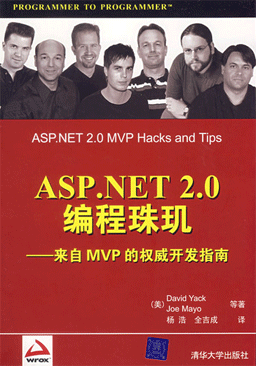 PROGRAMMER TO PROGRAMMER™
ASP.NET 2.0 MVP Hacks and Tips
ASP.NET 2.0
编程珠玑
——来自 MVP 的权威开发指南
(美) David Yack
Joe Mayo 等著
杨 浩 全吉成 译
wrox™
清华大学出版社